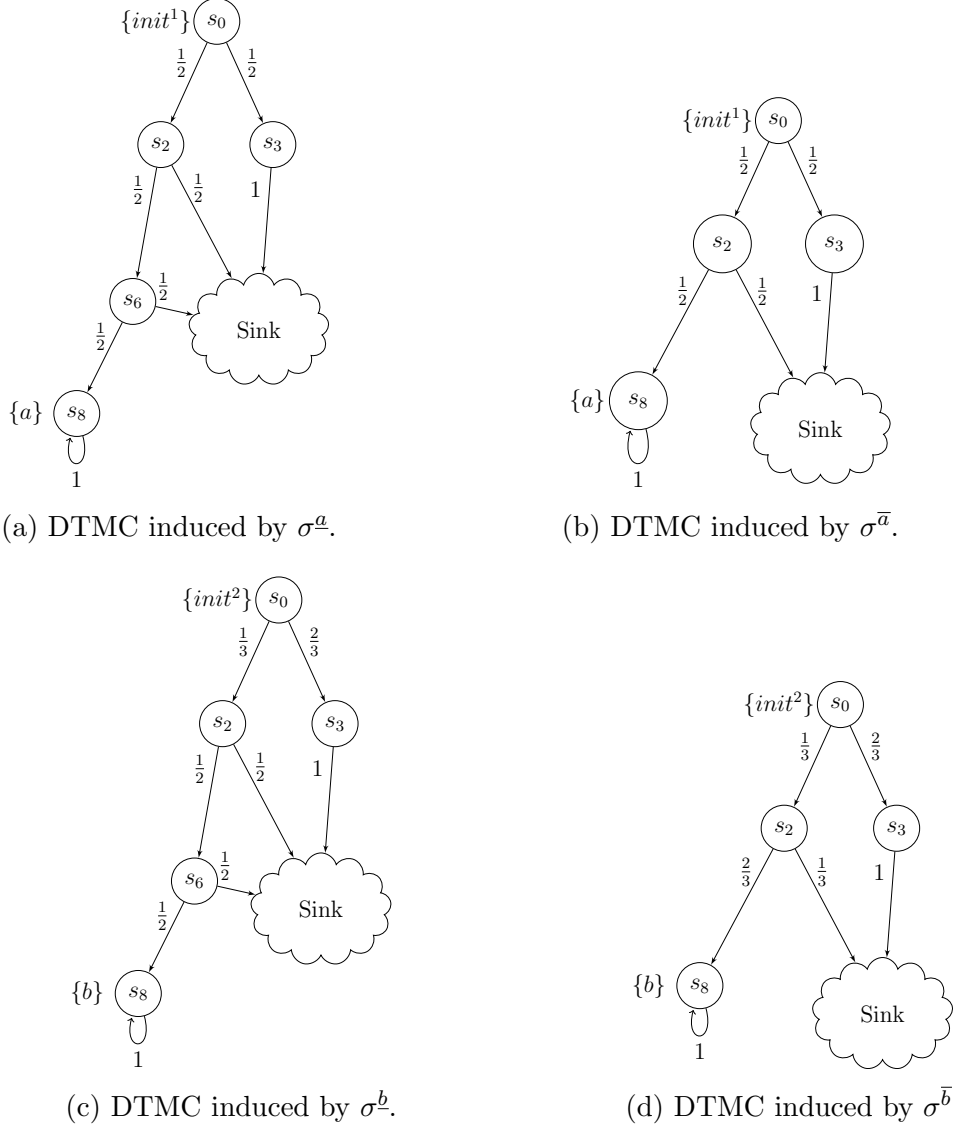 {init¹} s₀
½ ½
s₂ s₃
½ ½ 1
s₆ ½
Sink
½
{a} s₈
1
(a) DTMC induced by σ^{a̲}.
{init¹} s₀
½ ½
s₂ s₃
½ ½ 1
{a} s₈ Sink
1
(b) DTMC induced by σ^{a̅}.
{init²} s₀
⅓ ⅔
s₂ s₃
½ ½ 1
s₆ ½
Sink
½
{b} s₈
1
(c) DTMC induced by σ^{b̲}.
{init²} s₀
⅓ ⅔
s₂ s₃
⅔ ⅓ 1
{b} s₈ Sink
1
(d) DTMC induced by σ^{b̅}